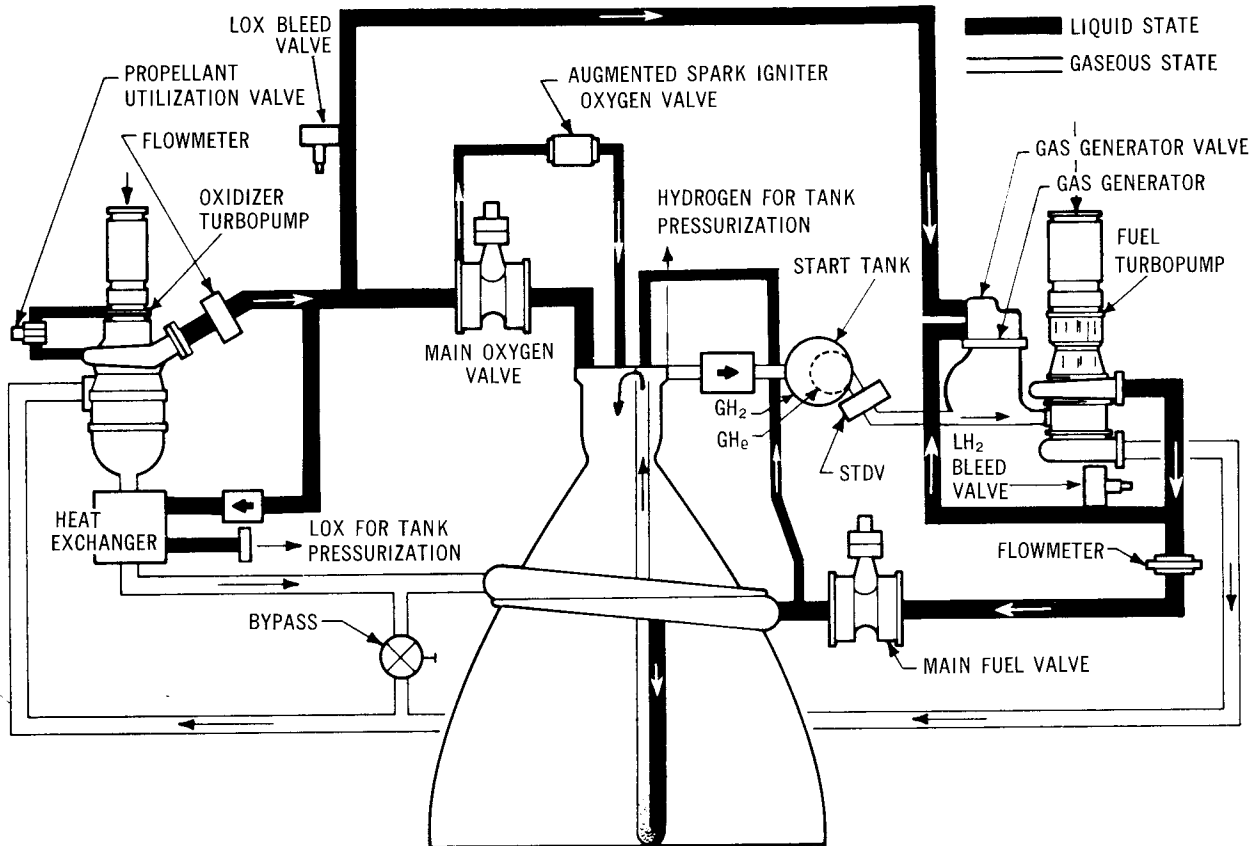 LOX BLEED
VALVE
LIQUID STATE
GASEOUS STATE
PROPELLANT
UTILIZATION VALVE
AUGMENTED SPARK IGNITER
OXYGEN VALVE
FLOWMETER
GAS GENERATOR VALVE
GAS GENERATOR
OXIDIZER
TURBOPUMP
HYDROGEN FOR TANK
PRESSURIZATION
FUEL
TURBOPUMP
START TANK
MAIN OXYGEN
VALVE
GH2
GHe
STDV
LH2
BLEED
VALVE
HEAT
EXCHANGER
LOX FOR TANK
PRESSURIZATION
FLOWMETER
BYPASS
MAIN FUEL VALVE